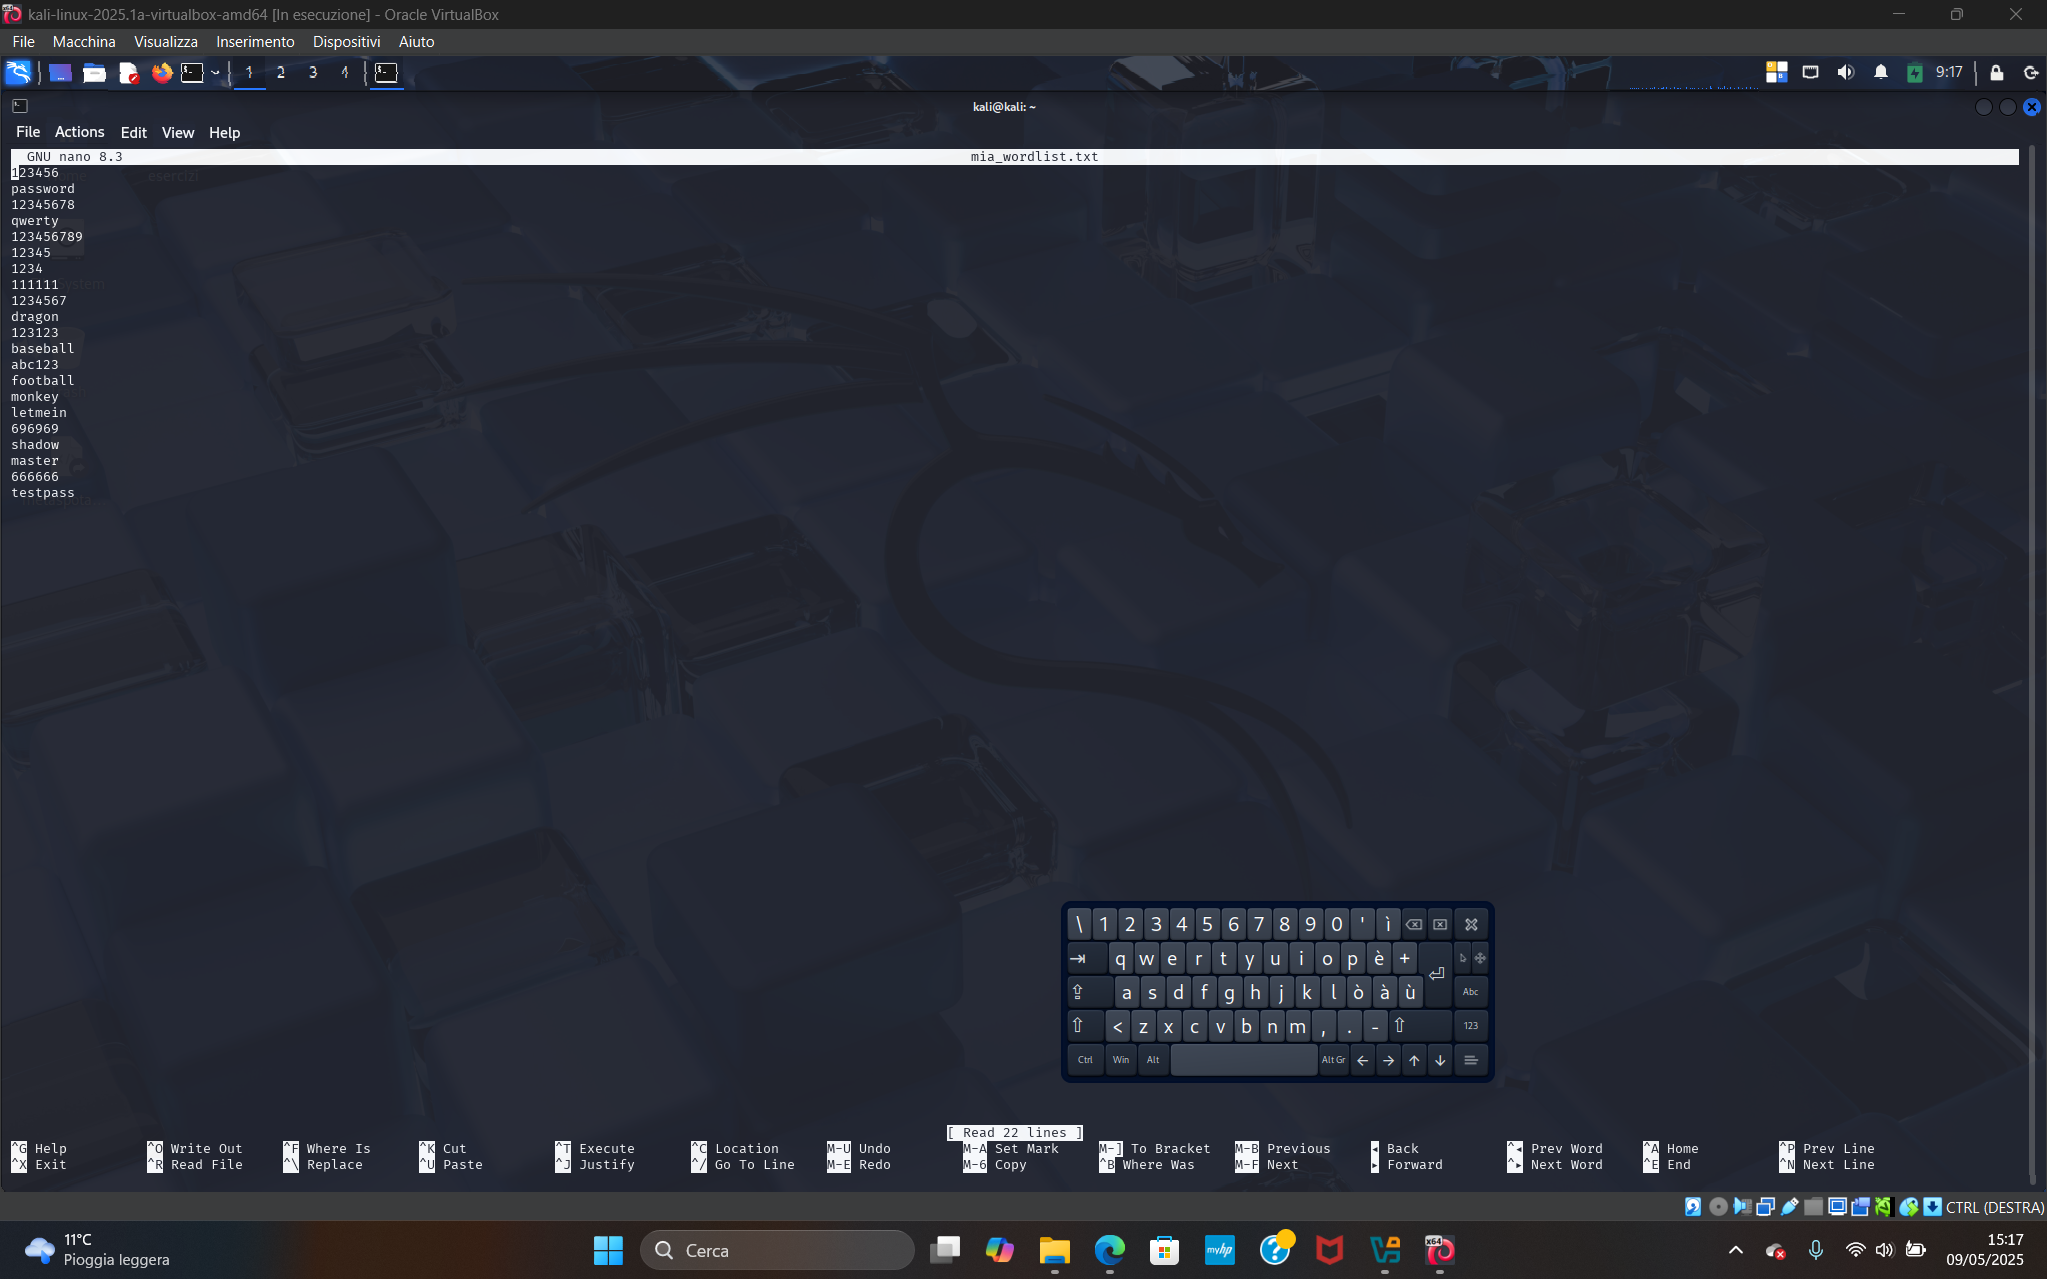 kali-linux-2025.1a-virtualbox-amd64 [In esecuzione] - Oracle VirtualBox
File Macchina Visualizza Inserimento Dispositivi Aiuto
1 2 3 4 9:17
kali@kali: ~
File Actions Edit View Help
GNU nano 8.3 mia_wordlist.txt
123456
esercizi
password
12345678
qwerty
123456789
12345
1234
111111
System
1234567
dragon
123123
baseball
abc123
football
monkey
letmein
696969
shadow
master
666666
testpass
\ 1 2 3 4 5 6 7 8 9 0 ' ì
q w e r t y u i o p è +
a s d f g h j k l ò à ù Abc
< z x c v b n m , . - 123
Ctrl Win Alt Alt Gr
[ Read 22 lines ]
^G Help ^O Write Out ^F Where Is ^K Cut ^T Execute ^C Location M-U Undo M-A Set Mark M-] To Bracket M-B Previous ◂ Back ^◂ Prev Word ^A Home ^P Prev Line
^X Exit ^R Read File ^\ Replace ^U Paste ^J Justify ^/ Go To Line M-E Redo M-6 Copy ^B Where Was M-F Next ▸ Forward ^▸ Next Word ^E End ^N Next Line
CTRL (DESTRA)
11°C
Pioggia leggera
Cerca
myhp
x64
15:17
09/05/2025